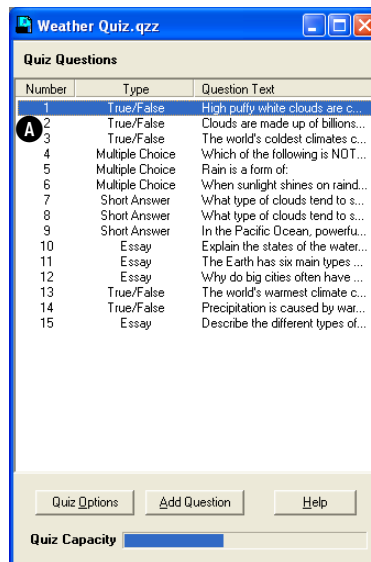 Weather Quiz.qzz
Quiz Questions
Number Type Question Text
1 True/False High puffy white clouds are c...
A 2 True/False Clouds are made up of billions...
3 True/False The world's coldest climates c...
4 Multiple Choice Which of the following is NOT...
5 Multiple Choice Rain is a form of:
6 Multiple Choice When sunlight shines on raind...
7 Short Answer What type of clouds tend to s...
8 Short Answer What type of clouds tend to s...
9 Short Answer In the Pacific Ocean, powerfu...
10 Essay Explain the states of the water...
11 Essay The Earth has six main types ...
12 Essay Why do big cities often have ...
13 True/False The world's warmest climate c...
14 True/False Precipitation is caused by war...
15 Essay Describe the different types of...
Quiz Options Add Question Help
Quiz Capacity